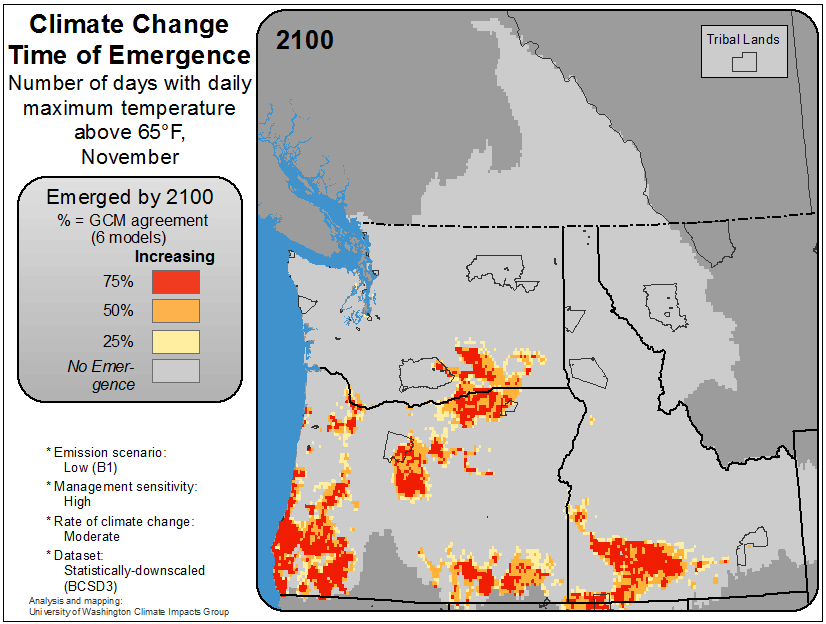 Climate Change
Time of Emergence
Number of days with daily
maximum temperature
above 65°F,
November
Emerged by 2100
% = GCM agreement
(6 models)
Increasing
75%
50%
25%
No Emer-
gence
* Emission scenario:
Low (B1)
* Management sensitivity:
High
* Rate of climate change:
Moderate
* Dataset:
Statistically-downscaled
(BCSD3)
Analysis and mapping:
University of Washington Climate Impacts Group
2100
Tribal Lands